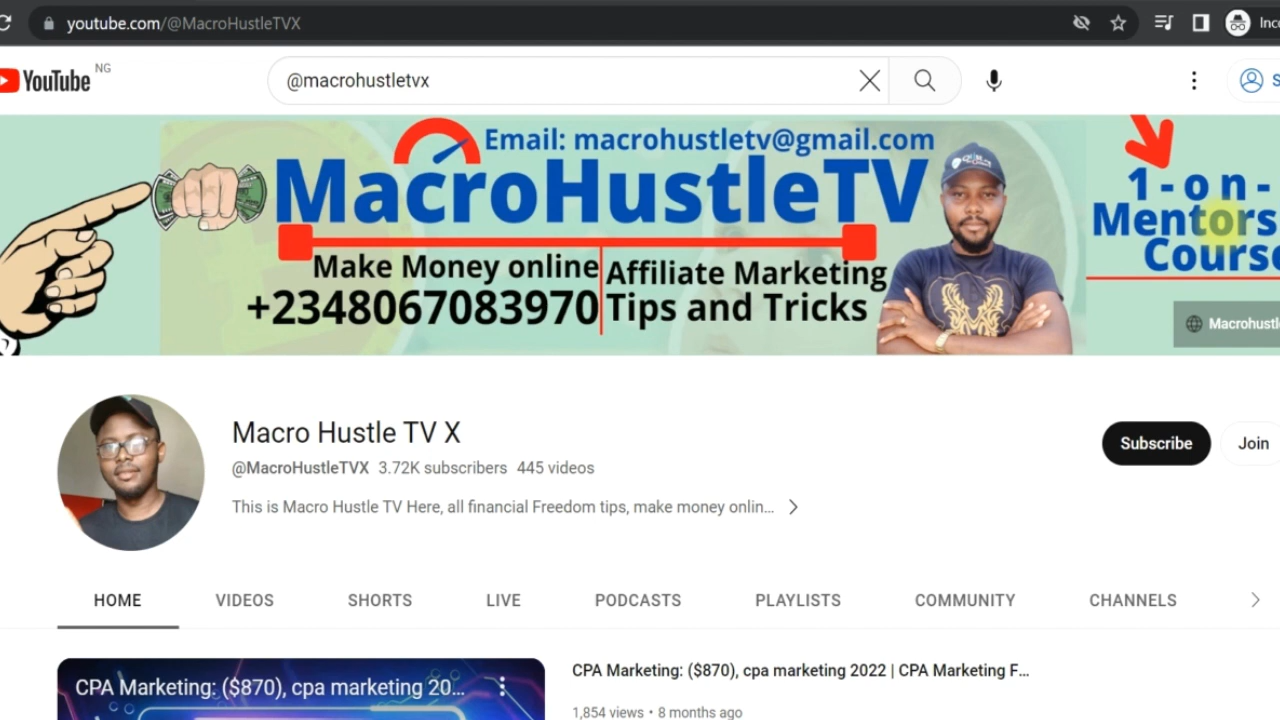 youtube.com/@MacroHustleTVX
YouTube NG
@macrohustletvx
Email: macrohustletv@gmail.com
MacroHustleTV
Make Money online
+2348067083970
Affiliate Marketing
Tips and Tricks
1-on-
Mentors
Course
Macro Hustle TV X
@MacroHustleTVX 3.72K subscribers 445 videos
This is Macro Hustle TV Here, all financial Freedom tips, make money onlin...
Subscribe
Join
HOME VIDEOS SHORTS LIVE PODCASTS PLAYLISTS COMMUNITY CHANNELS
CPA Marketing: ($870), cpa marketing 20...
CPA Marketing: ($870), cpa marketing 2022 | CPA Marketing F...
1,854 views • 8 months ago